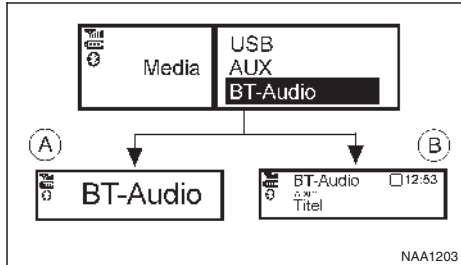 USB
Media
AUX
BT-Audio
A
B
BT-Audio
BT-Audio 12:53
Titel
NAA1203